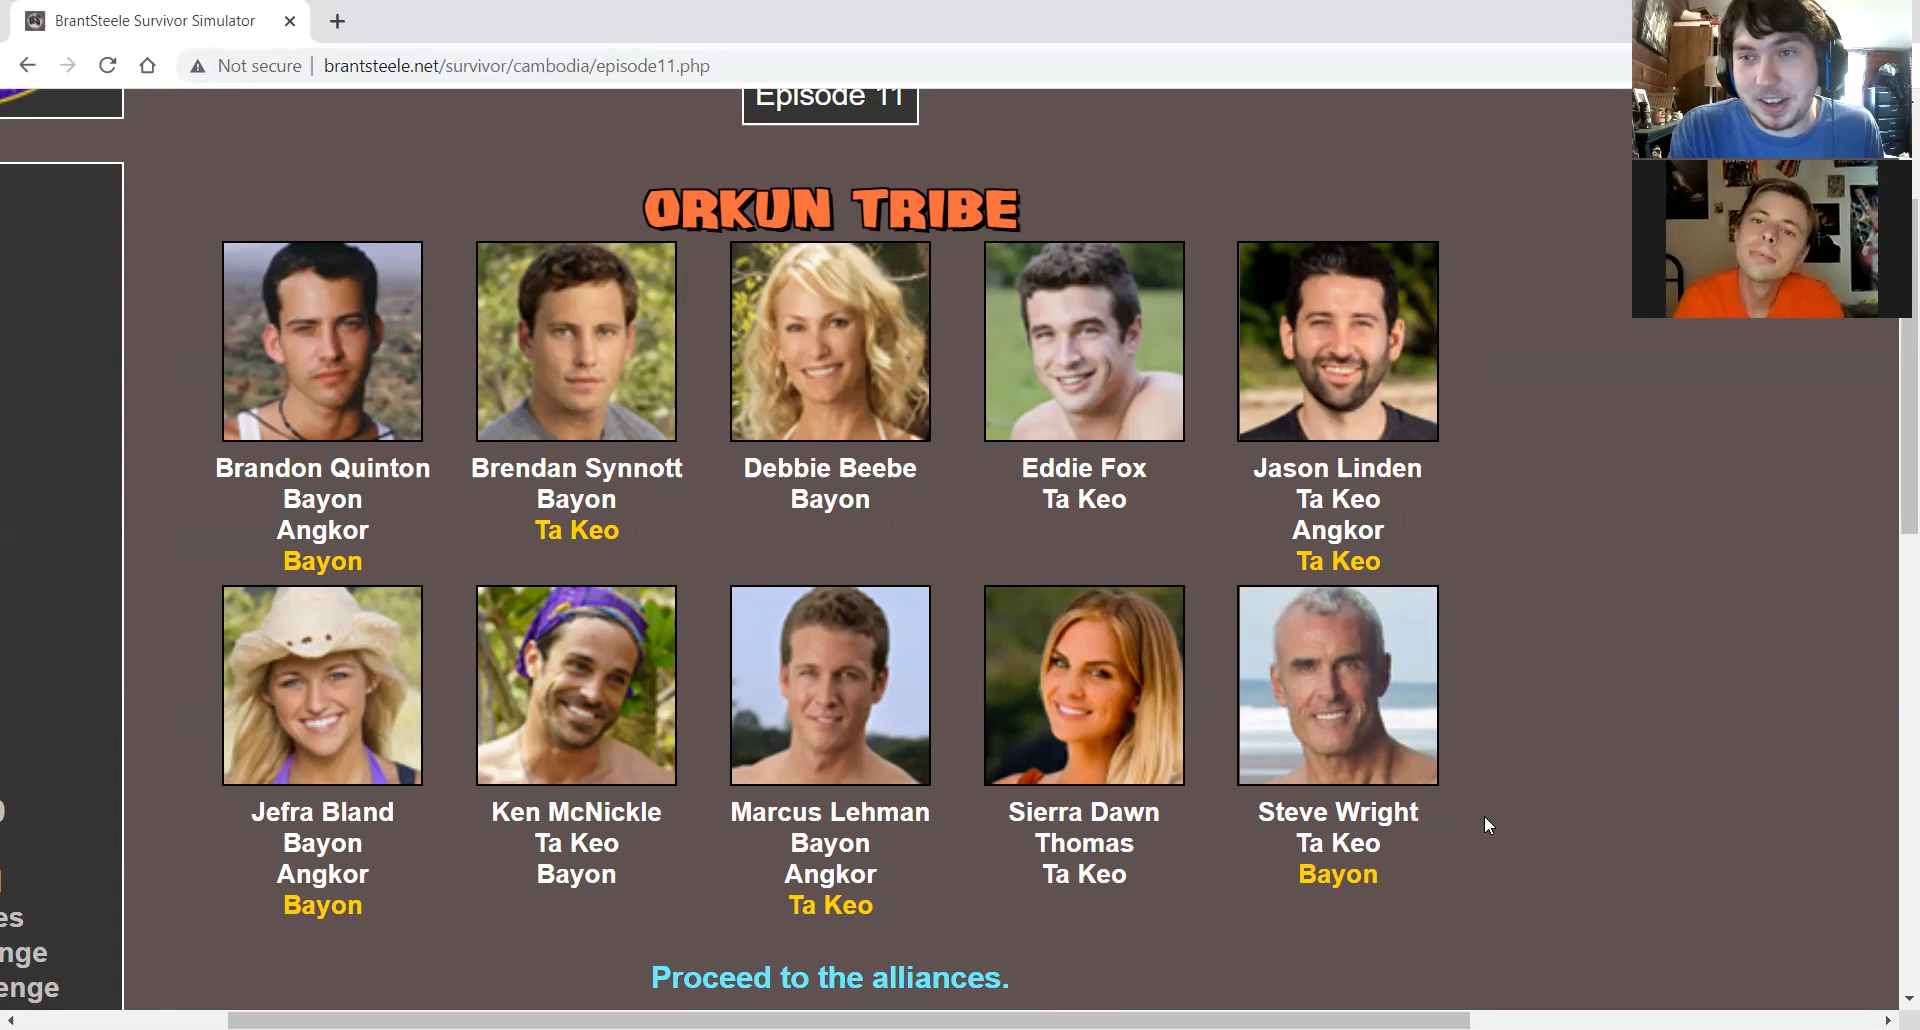 BrantSteele Survivor Simulator
Not secure
brantsteele.net/survivor/cambodia/episode11.php
Episode 11
ORKUN TRIBE
Brandon Quinton
Bayon
Angkor
Bayon
Brendan Synnott
Bayon
Ta Keo
Debbie Beebe
Bayon
Eddie Fox
Ta Keo
Jason Linden
Ta Keo
Angkor
Ta Keo
Jefra Bland
Bayon
Angkor
Bayon
Ken McNickle
Ta Keo
Bayon
Marcus Lehman
Bayon
Angkor
Ta Keo
Sierra Dawn
Thomas
Ta Keo
Steve Wright
Ta Keo
Bayon
es
nge
enge
Proceed to the alliances.